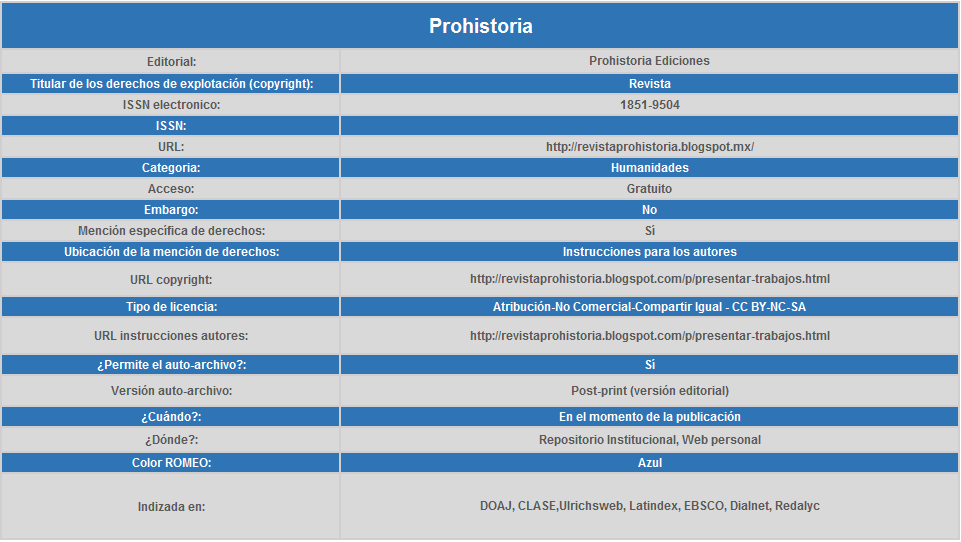 Prohistoria
Editorial: Prohistoria Ediciones
Titular de los derechos de explotación (copyright): Revista
ISSN electronico: 1851-9504
ISSN:
URL: http://revistaprohistoria.blogspot.mx/
Categoria: Humanidades
Acceso: Gratuito
Embargo: No
Mención específica de derechos: Si
Ubicación de la mención de derechos: Instrucciones para los autores
URL copyright: http://revistaprohistoria.blogspot.com/p/presentar-trabajos.html
Tipo de licencia: Atribución-No Comercial-Compartir Igual - CC BY-NC-SA
URL instrucciones autores: http://revistaprohistoria.blogspot.com/p/presentar-trabajos.html
¿Permite el auto-archivo?: Sí
Versión auto-archivo: Post-print (versión editorial)
¿Cuándo?: En el momento de la publicación
¿Dónde?: Repositorio Institucional, Web personal
Color ROMEO: Azul
Indizada en: DOAJ, CLASE,Ulrichsweb, Latindex, EBSCO, Dialnet, Redalyc